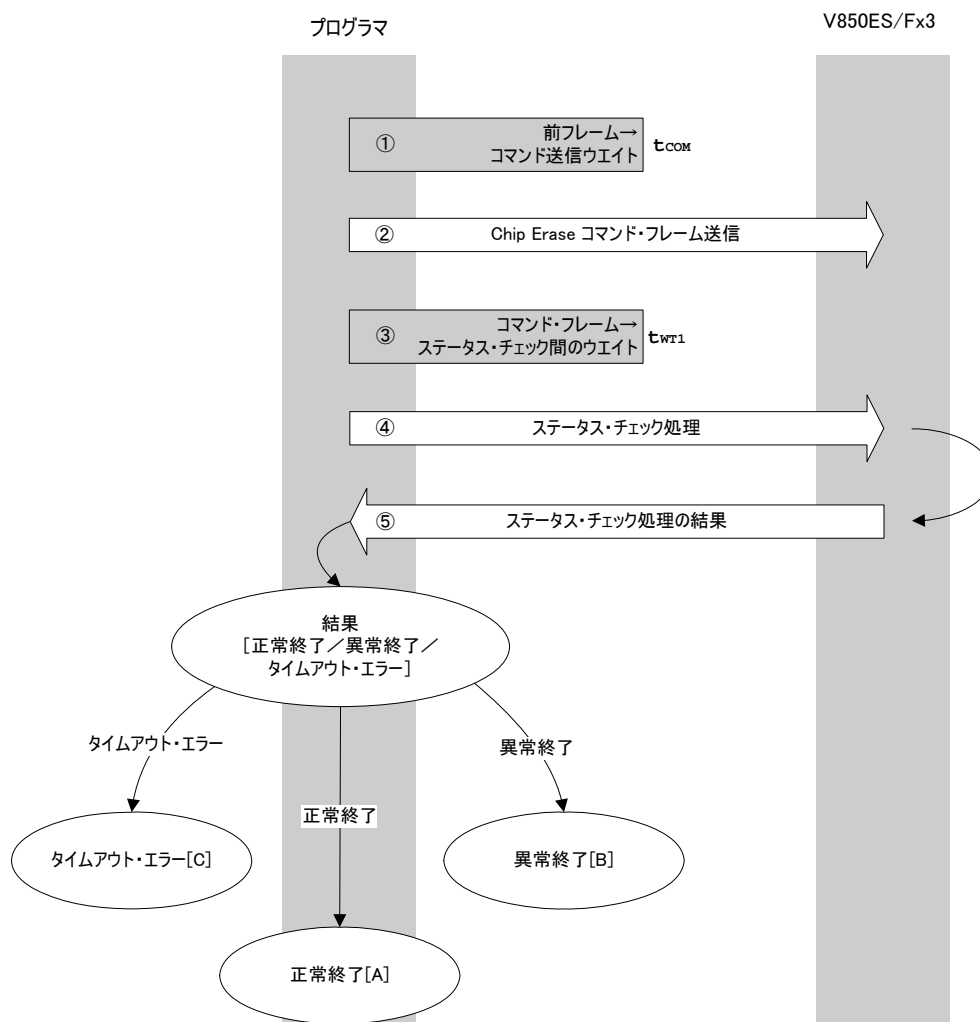 プログラマ
V850ES/Fx3
① 前フレーム→
コマンド送信ウエイト
tCOM
② Chip Erase コマンド・フレーム送信
③ コマンド・フレーム→
ステータス・チェック間のウエイト
tWT1
④ ステータス・チェック処理
⑤ ステータス・チェック処理の結果
結果
[正常終了／異常終了／
タイムアウト・エラー]
タイムアウト・エラー
異常終了
正常終了
タイムアウト・エラー[C]
異常終了[B]
正常終了[A]